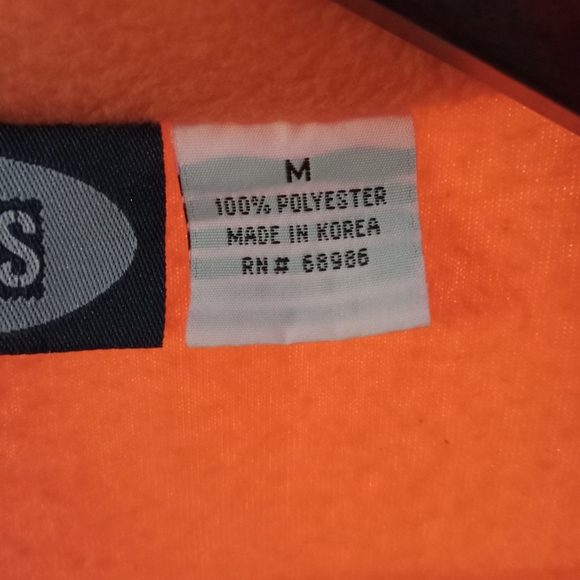 S
M
100% POLYESTER
MADE IN KOREA
RN# 68986